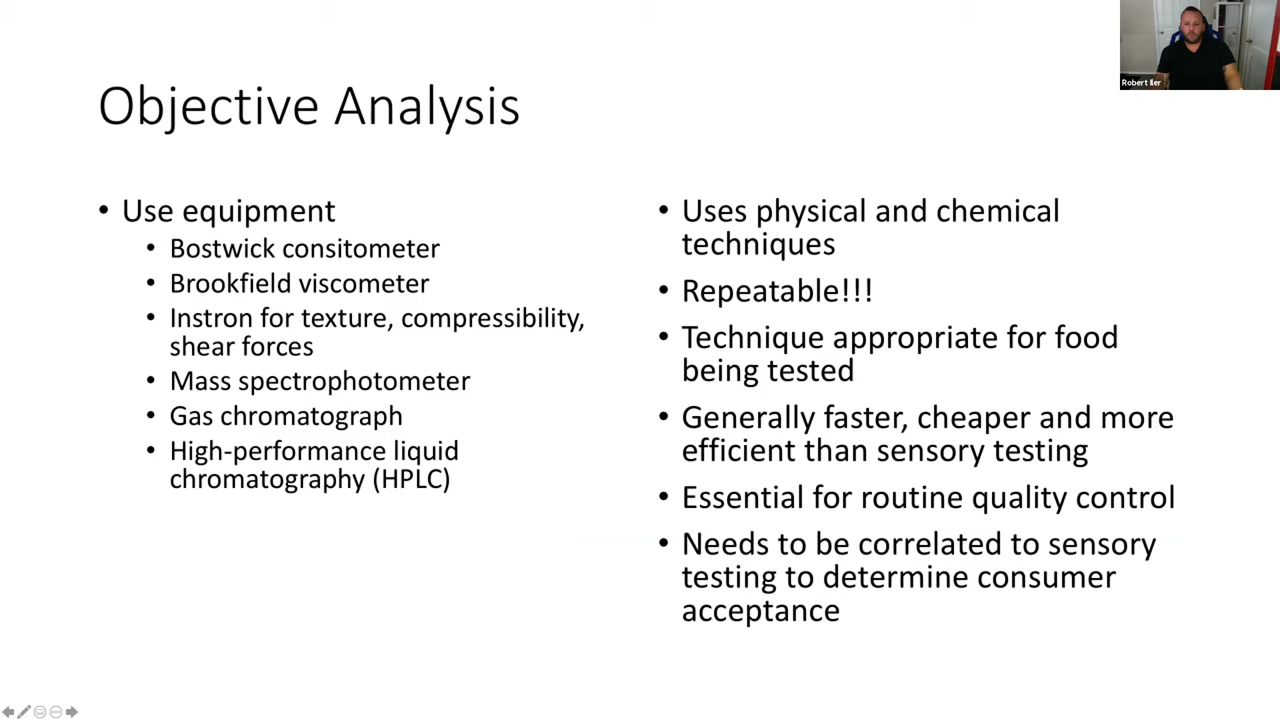 Robert Iler
Objective Analysis
• Use equipment
• Bostwick consitometer
• Brookfield viscometer
• Instron for texture, compressibility,
shear forces
• Mass spectrophotometer
• Gas chromatograph
• High-performance liquid
chromatography (HPLC)
• Uses physical and chemical
techniques
• Repeatable!!!
• Technique appropriate for food
being tested
• Generally faster, cheaper and more
efficient than sensory testing
• Essential for routine quality control
• Needs to be correlated to sensory
testing to determine consumer
acceptance